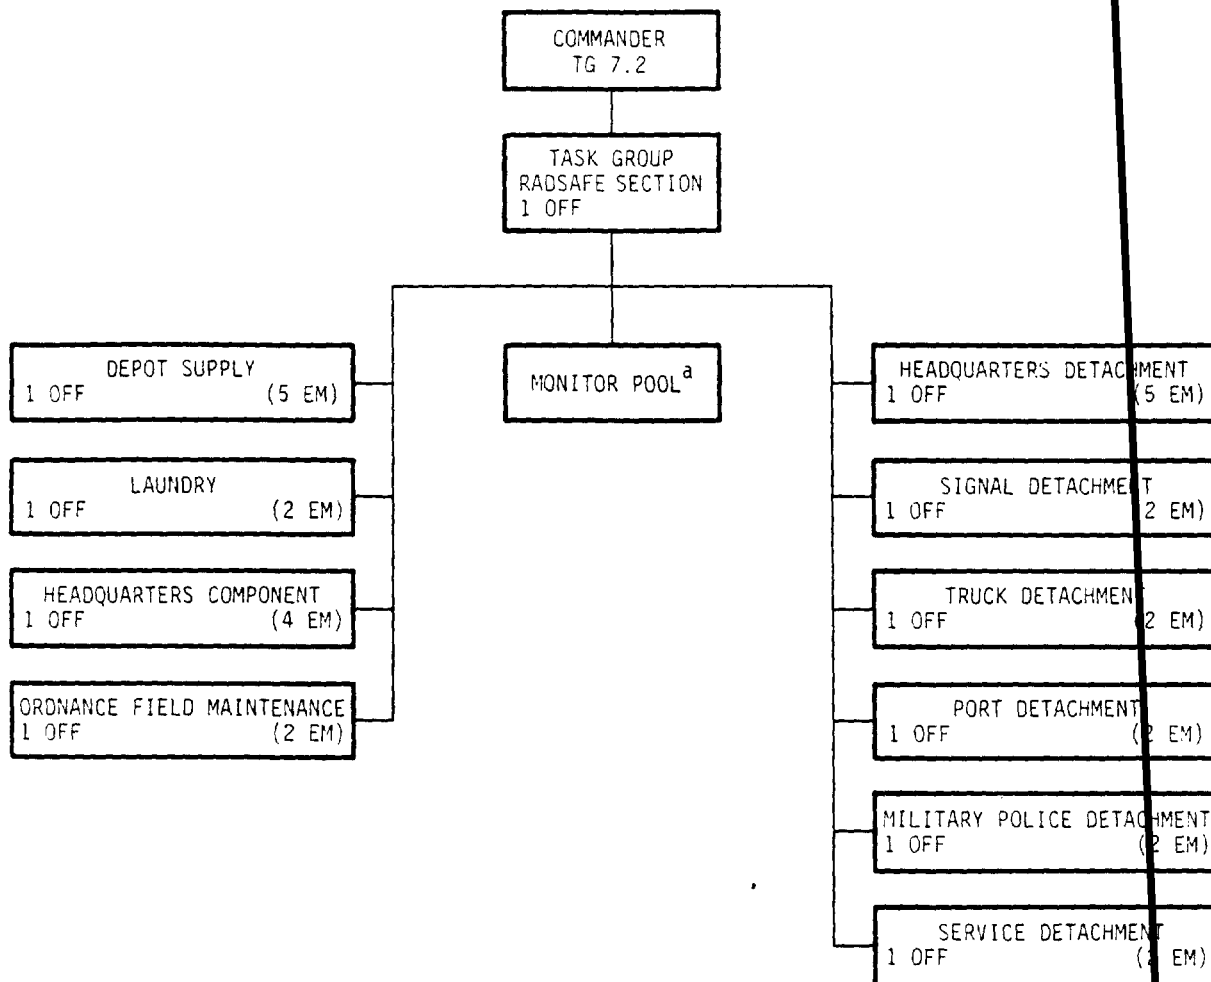 COMMANDER
TG 7.2
TASK GROUP
RADSAFE SECTION
1 OFF
MONITOR POOLa
DEPOT SUPPLY
1 OFF (5 EM)
LAUNDRY
1 OFF (2 EM)
HEADQUARTERS COMPONENT
1 OFF (4 EM)
ORDNANCE FIELD MAINTENANCE
1 OFF (2 EM)
HEADQUARTERS DETACHMENT
1 OFF (5 EM)
SIGNAL DETACHMENT
1 OFF (2 EM)
TRUCK DETACHMENT
1 OFF (2 EM)
PORT DETACHMENT
1 OFF (2 EM)
MILITARY POLICE DETACHMENT
1 OFF (2 EM)
SERVICE DETACHMENT
1 OFF EM)